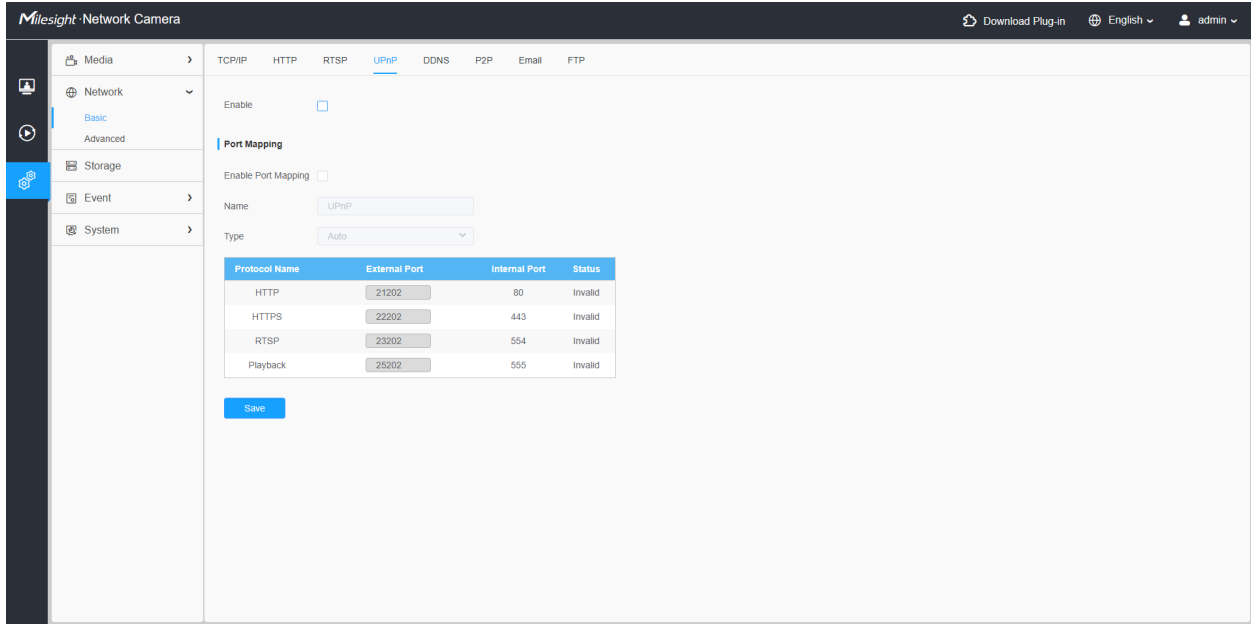 Milesight·Network Camera
Download Plug-in
English
admin
Media
Network
Basic
Advanced
Storage
Event
System
TCP/IP HTTP RTSP UPnP DDNS P2P Email FTP
Enable
Port Mapping
Enable Port Mapping
Name UPnP
Type Auto
Protocol Name External Port Internal Port Status
HTTP 21202 80 Invalid
HTTPS 22202 443 Invalid
RTSP 23202 554 Invalid
Playback 25202 555 Invalid
Save